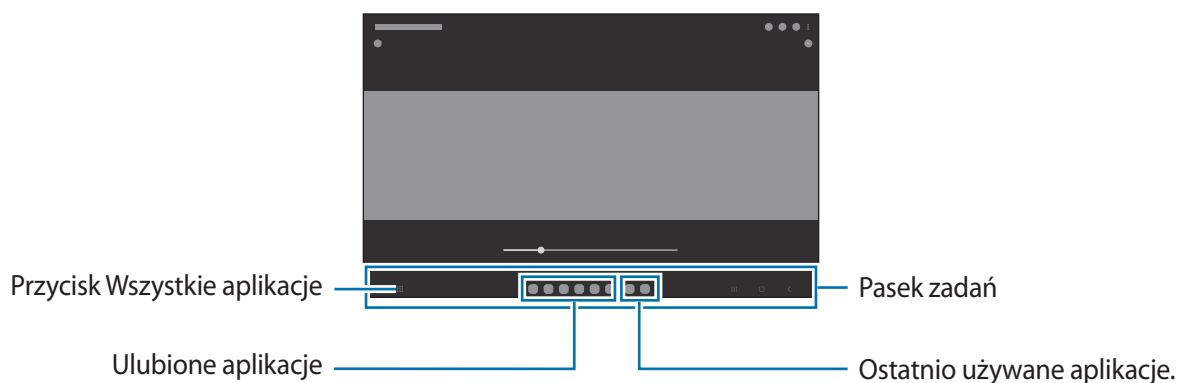 Przycisk Wszystkie aplikacje
Pasek zadań
Ulubione aplikacje
Ostatnio używane aplikacje.